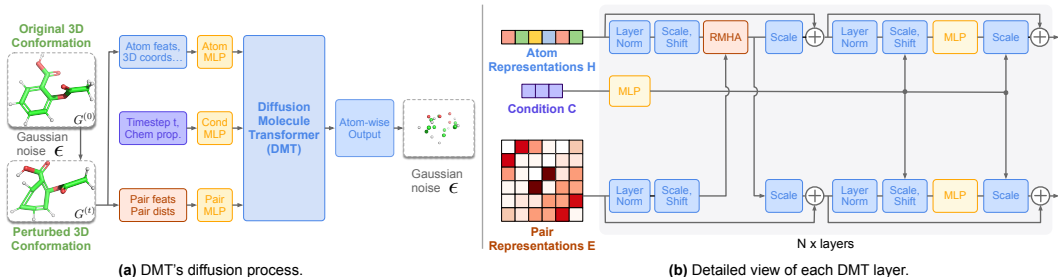 Original 3D
Conformation
G(0)
Gaussian
noise ϵ
G(t)
Perturbed 3D
Conformation
Atom feats,
3D coords...
Atom
MLP
Timestep t,
Chem prop.
Cond
MLP
Pair feats
Pair dists
Pair
MLP
Diffusion
Molecule
Transformer
(DMT)
Atom-wise
Output
Gaussian
noise ϵ
(a) DMT's diffusion process.
Atom
Representations H
Layer
Norm
Scale,
Shift
RMHA
Scale
Layer
Norm
Scale,
Shift
MLP
Scale
Condition C
MLP
Pair
Representations E
Layer
Norm
Scale,
Shift
Scale
Layer
Norm
Scale,
Shift
MLP
Scale
N x layers
(b) Detailed view of each DMT layer.